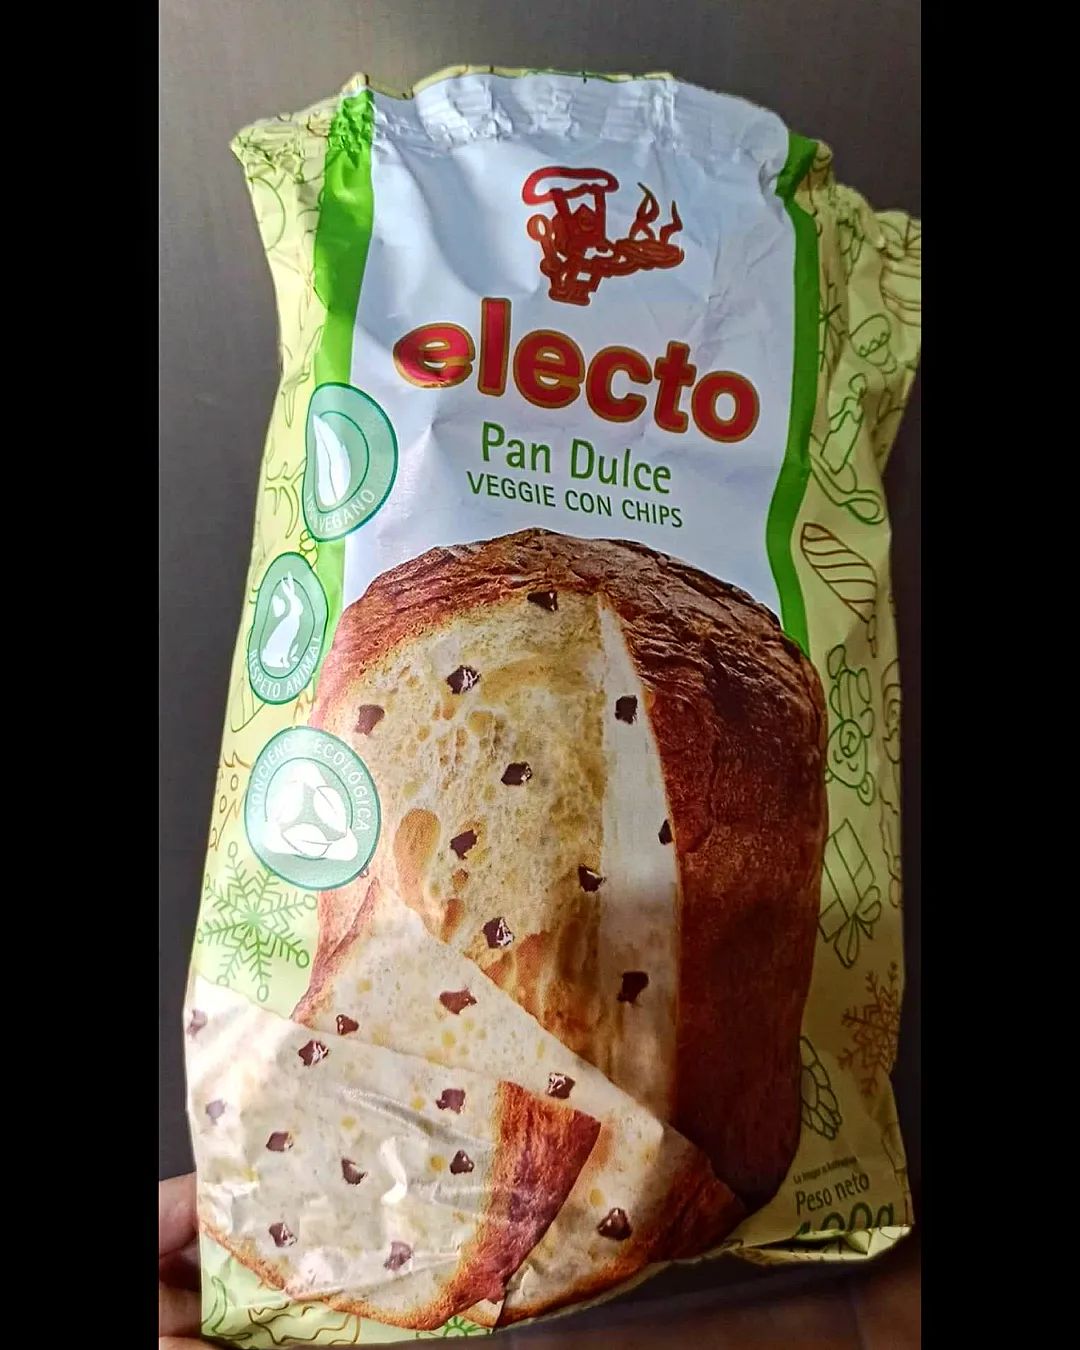 electo
Pan Dulce
VEGGIE CON CHIPS
VEGANO
RESPETO ANIMAL
CONCIENCIA ECOLÓGICA
Peso neto